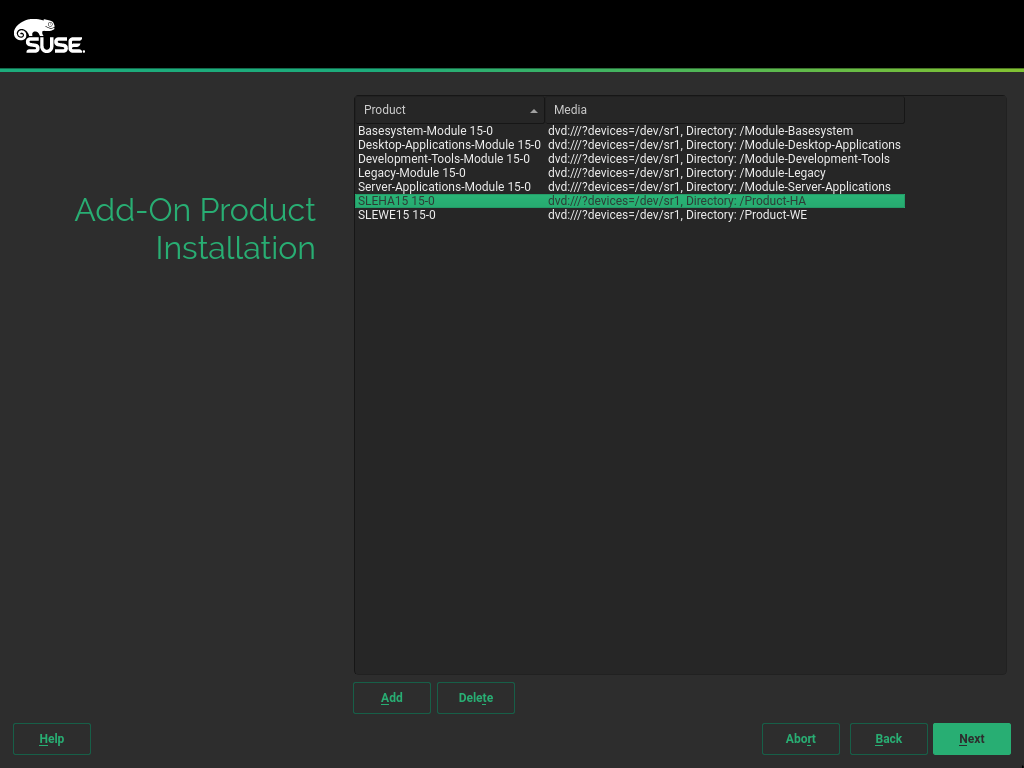 SUSE.
Add-On Product
Installation
Product Media
Basesystem-Module 15-0 dvd:///?devices=/dev/sr1, Directory: /Module-Basesystem
Desktop-Applications-Module 15-0 dvd:///?devices=/dev/sr1, Directory: /Module-Desktop-Applications
Development-Tools-Module 15-0 dvd:///?devices=/dev/sr1, Directory: /Module-Development-Tools
Legacy-Module 15-0 dvd:///?devices=/dev/sr1, Directory: /Module-Legacy
Server-Applications-Module 15-0 dvd:///?devices=/dev/sr1, Directory: /Module-Server-Applications
SLEHA15 15-0 dvd:///?devices=/dev/sr1, Directory: /Product-HA
SLEWE15 15-0 dvd:///?devices=/dev/sr1, Directory: /Product-WE
Add Delete
Help Abort Back Next